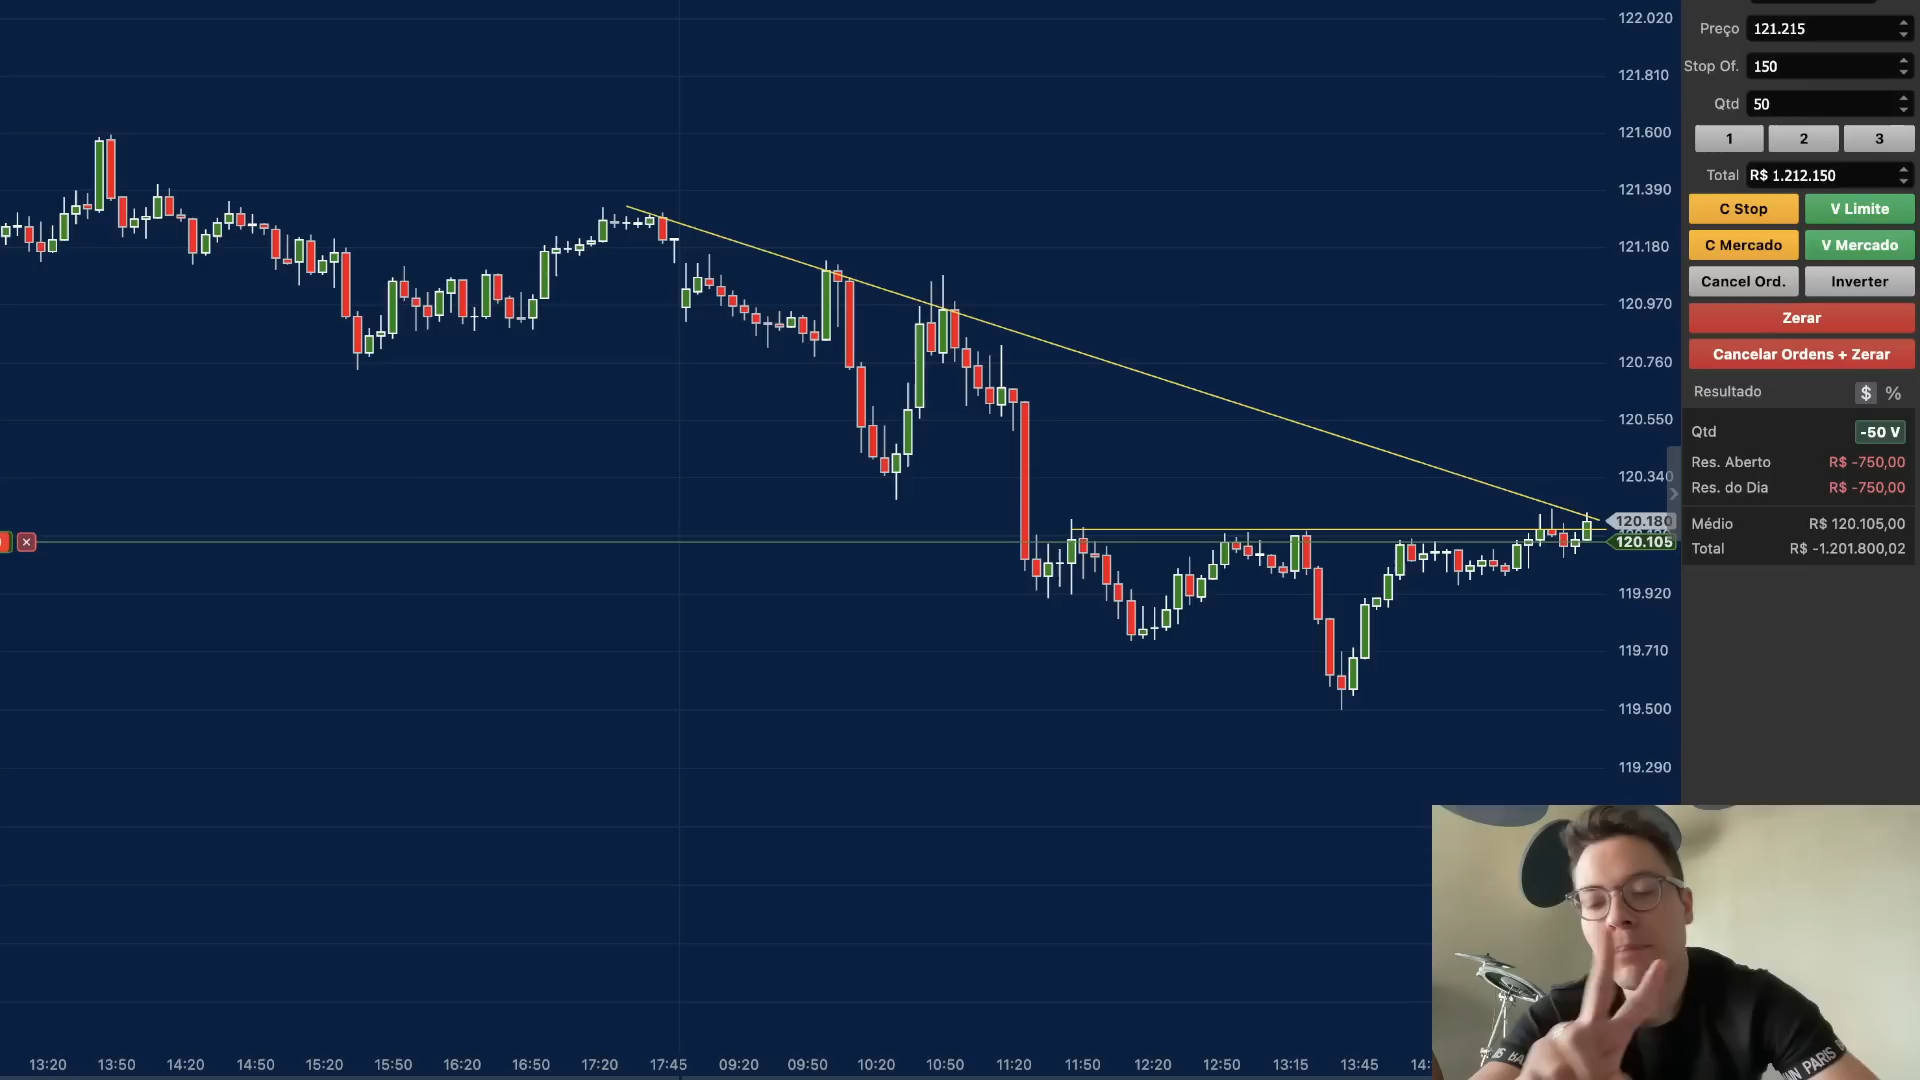 122.020
121.810
121.600
121.390
121.180
120.970
120.760
120.550
120.340
120.180
120.105
119.920
119.710
119.500
119.290
13:20 13:50 14:20 14:50 15:20 15:50 16:20 16:50 17:20 17:45 09:20 09:50 10:20 10:50 11:20 11:50 12:20 12:50 13:15 13:45 14:
Preço 121.215
Stop Of. 150
Qtd 50
1 2 3
Total R$ 1.212.150
C Stop V Limite
C Mercado V Mercado
Cancel Ord. Inverter
Zerar
Cancelar Ordens + Zerar
Resultado $ %
Qtd -50 V
Res. Aberto R$ -750,00
Res. do Dia R$ -750,00
Médio R$ 120.105,00
Total R$ -1.201.800,02
PARIS